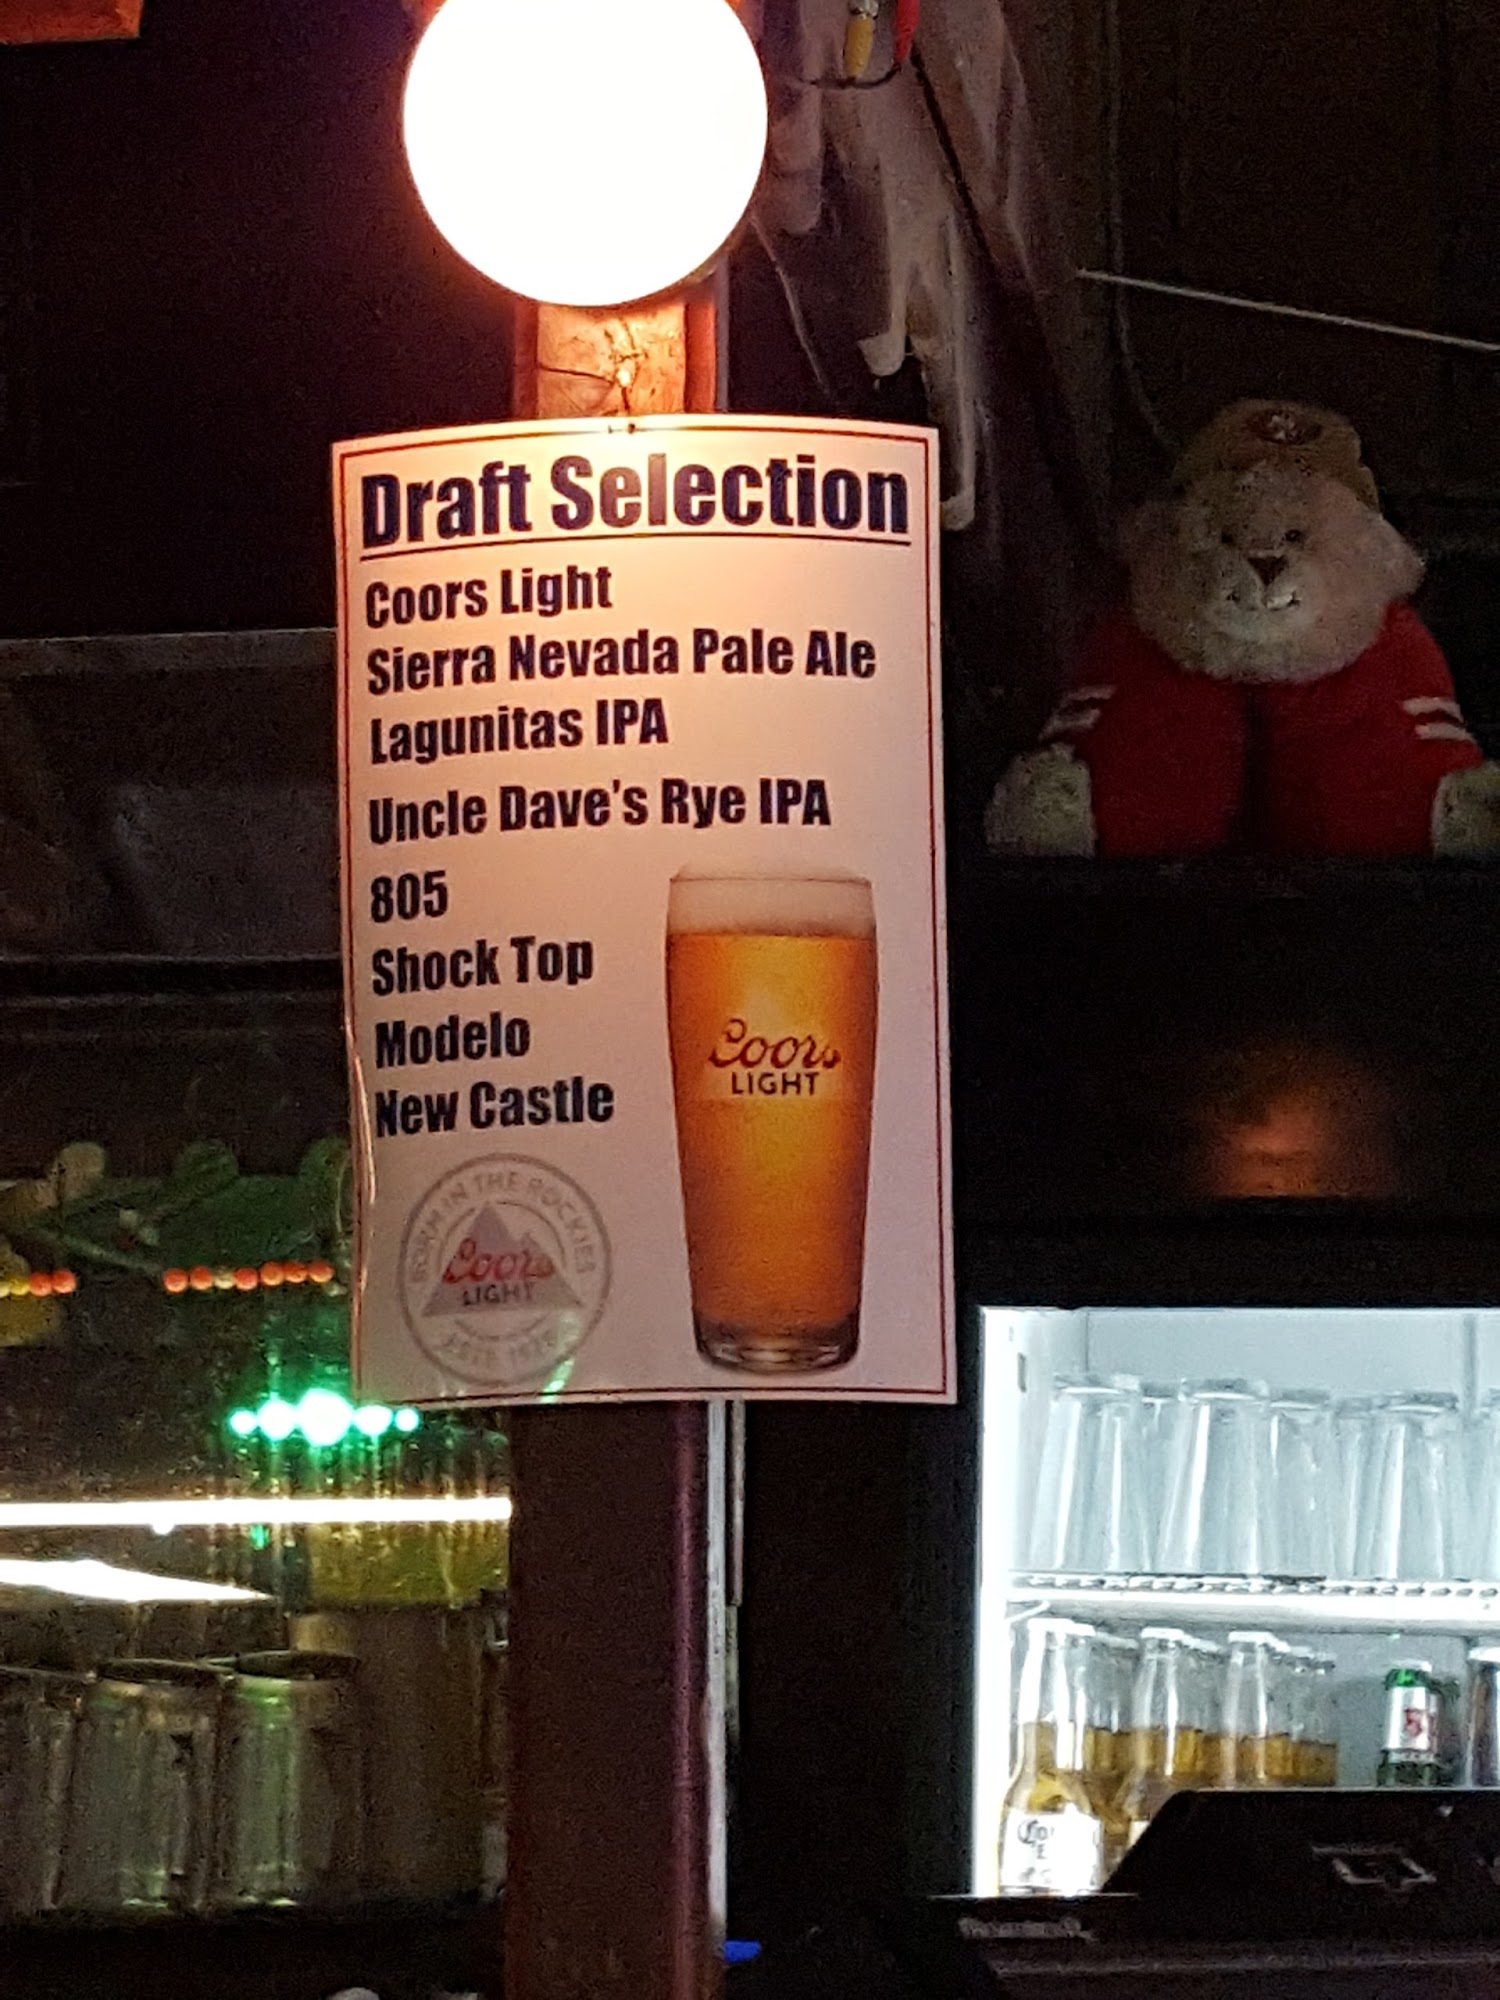 Draft Selection
Coors Light
Sierra Nevada Pale Ale
Lagunitas IPA
Uncle Dave's Rye IPA
805
Shock Top
Modelo
New Castle
Coors
LIGHT
BORN IN THE ROCKIES
Coors
LIGHT